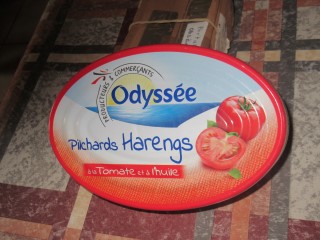 PRODUCTEURS & COMMERÇANTS
Odyssée
Pilchards Harengs
à la Tomate et à l'huile